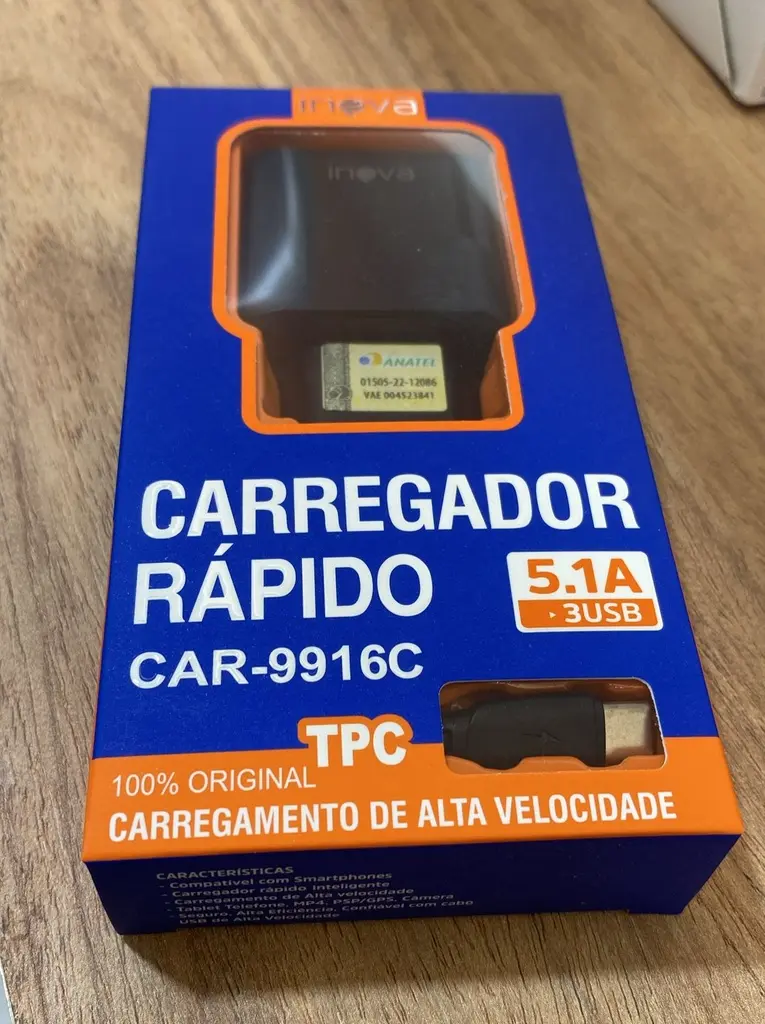 inova
inova
ANATEL
01505-22-12086
VAE 004523841
CARREGADOR
RÁPIDO
5.1A
3USB
CAR-9916C
TPC
100% ORIGINAL
CARREGAMENTO DE ALTA VELOCIDADE
CARACTERÍSTICAS
- Compatível com Smartphones
- Carregador rápido Inteligente
- Carregamento de Alta velocidade
- Tablet Telefone, MP4, PSP/GPS, Câmera
- Seguro, Alta Eficiência, Confiável com cabo
USB de Alta Velocidade